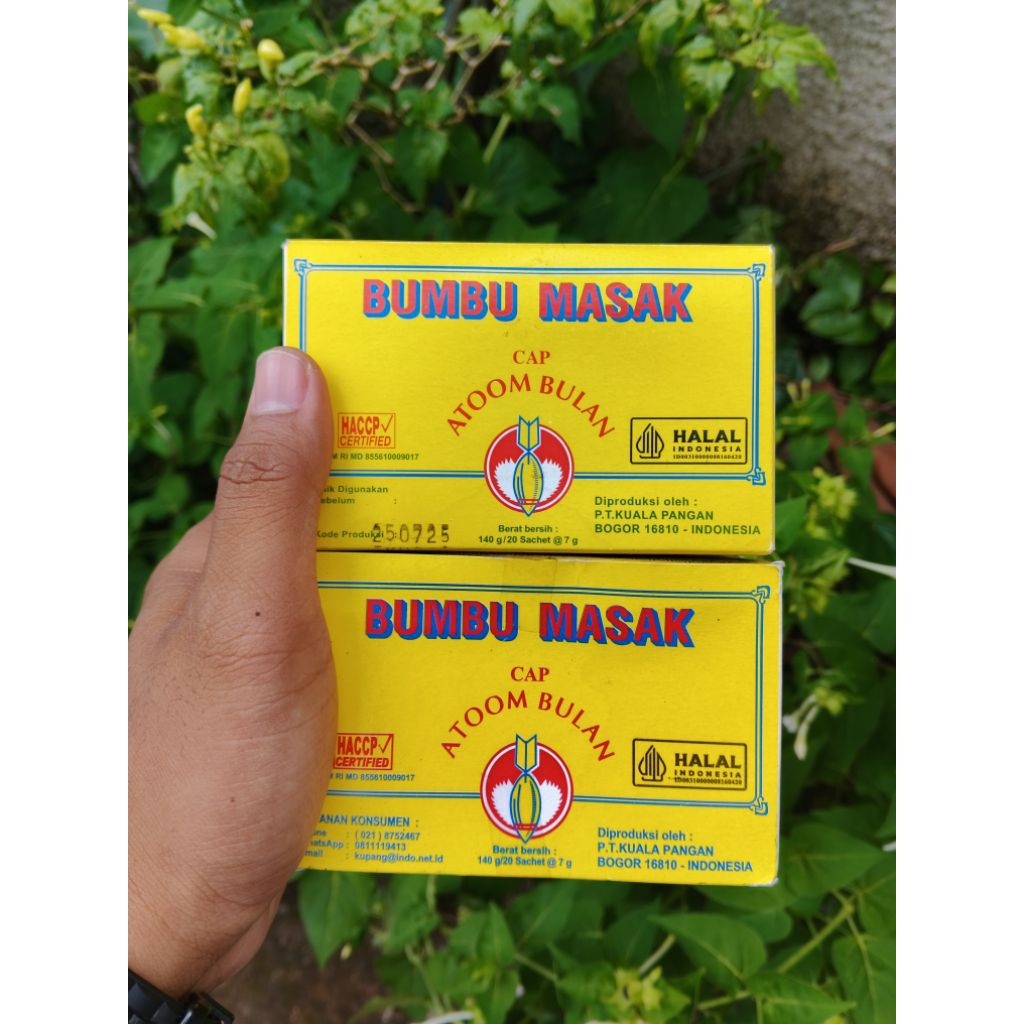 BUMBU MASAK
CAP
ATOOM BULAN
HACCP
CERTIFIED
HALAL
INDONESIA
RI MD 855610009017
Digunakan
:
Kode Produksi : 250725
Berat bersih :
140 g/20 Sachet @ 7 g
Diproduksi oleh :
P.T.KUALA PANGAN
BOGOR 16810 - INDONESIA
BUMBU MASAK
CAP
ATOOM BULAN
HACCP
CERTIFIED
HALAL
INDONESIA
RI MD 855610009017
KONSUMEN :
: ( 021 ) 8752467
: 0811119413
: kupang@indo.net.id
Berat bersih :
140 g/20 Sachet @ 7 g
Diproduksi oleh :
P.T.KUALA PANGAN
BOGOR 16810 - INDONESIA